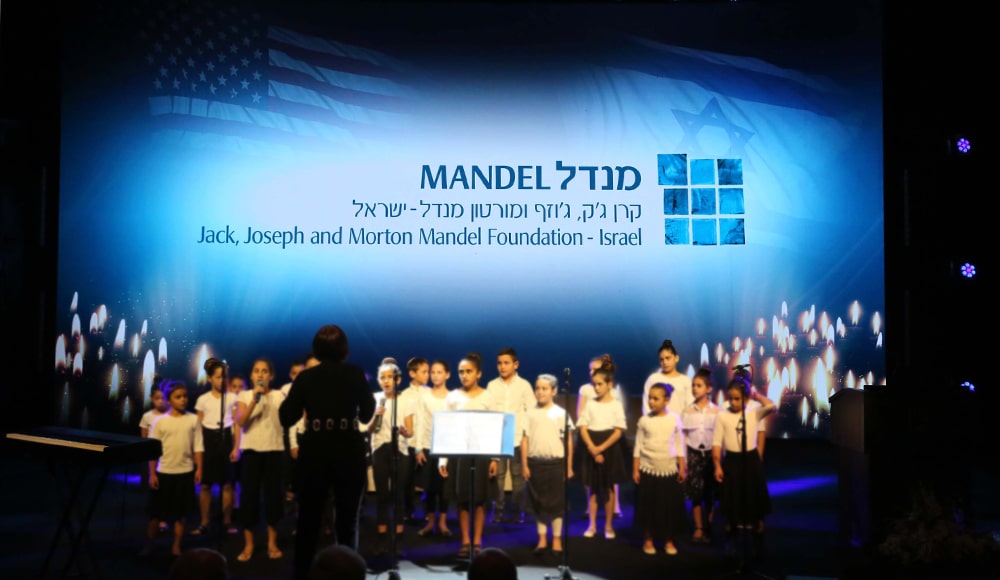 מנדל MANDEL
קרן ג'ק, ג'וזף ומורטון מנדל - ישראל
Jack, Joseph and Morton Mandel Foundation - Israel